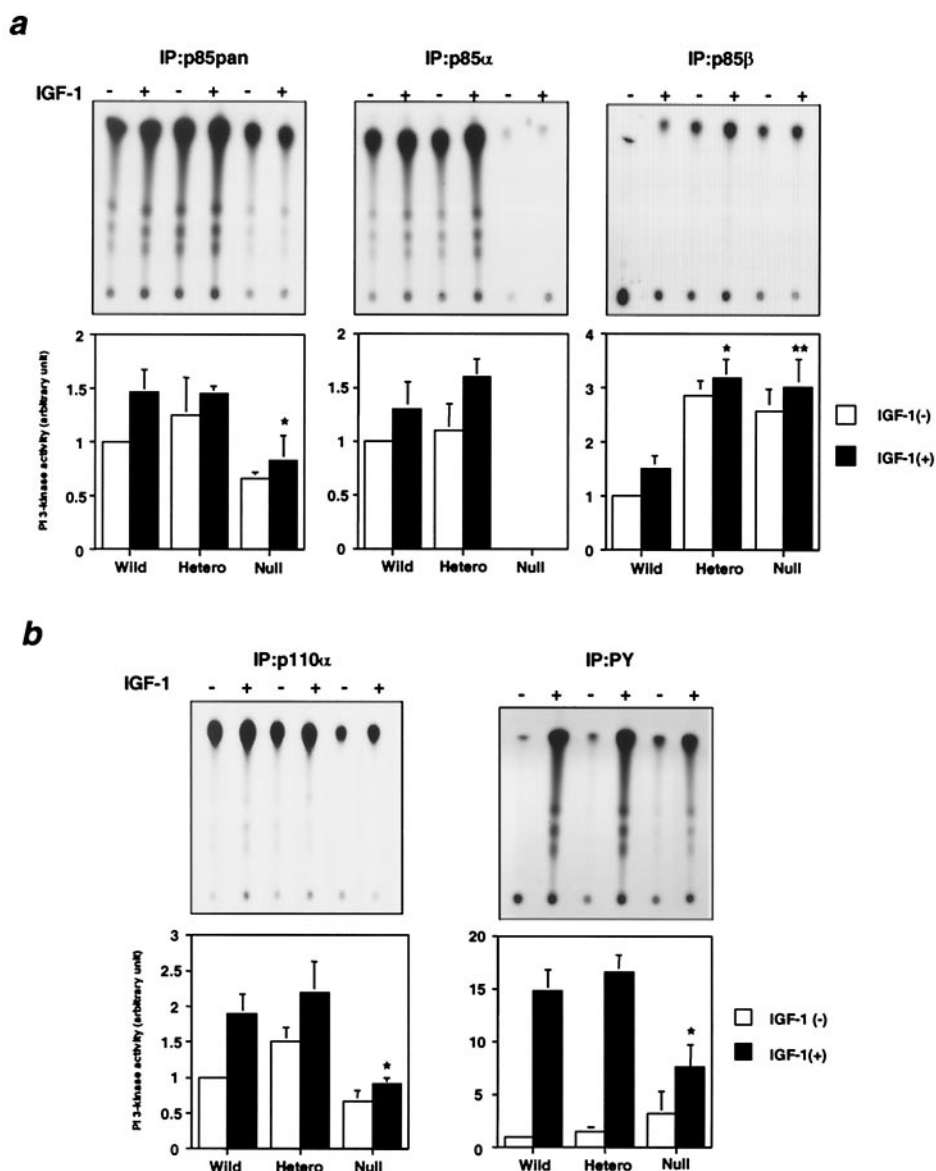 a
IP:p85pan
IP:p85α
IP:p85β
IGF-1 - + - + - + - + - + - + - + - + - +
PI 3-kinase activity (arbitrary unit)
2
1.5
1
0.5
0
*
Wild Hetero Null
2
1.5
1
0.5
0
Wild Hetero Null
4
3
2
1
0
* **
Wild Hetero Null
IGF-1(-)
IGF-1(+)
b
IP:p110α
IP:PY
IGF-1 - + - + - + - + - + - +
PI 3-kinase activity (arbitrary unit)
3
2.5
2
1.5
1
0.5
0
*
Wild Hetero Null
20
15
10
5
0
*
Wild Hetero Null
IGF-1 (-)
IGF-1(+)